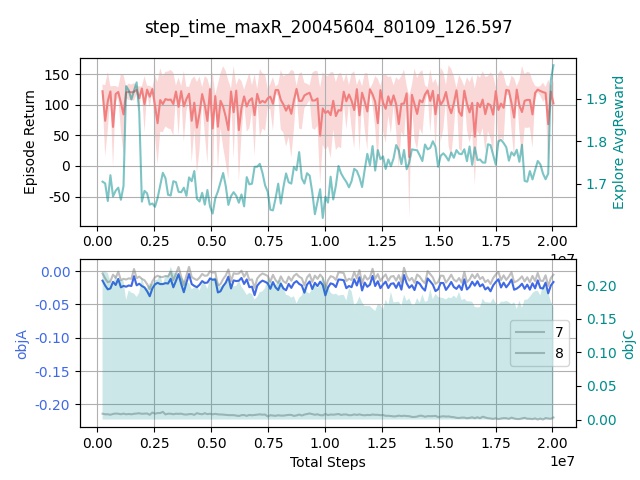 step_time_maxR_20045604_80109_126.597
150
100
50
0
-50
Episode Return
1.9
1.8
1.7
Explore AvgReward
0.00 0.25 0.50 0.75 1.00 1.25 1.50 1.75 2.00
1e7
0.00
-0.05
-0.10
-0.15
-0.20
objA
0.20
0.15
0.10
0.05
0.00
objC
7
8
0.00 0.25 0.50 0.75 1.00 1.25 1.50 1.75 2.00
Total Steps
1e7